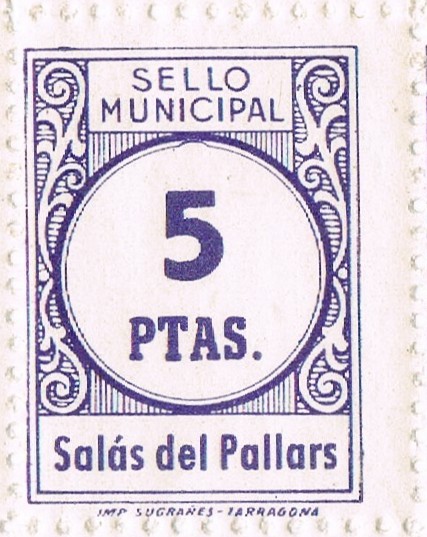 SELLO
MUNICIPAL
5
PTAS.
Salás del Pallars
IMP SUGRAÑES-TARRAGONA